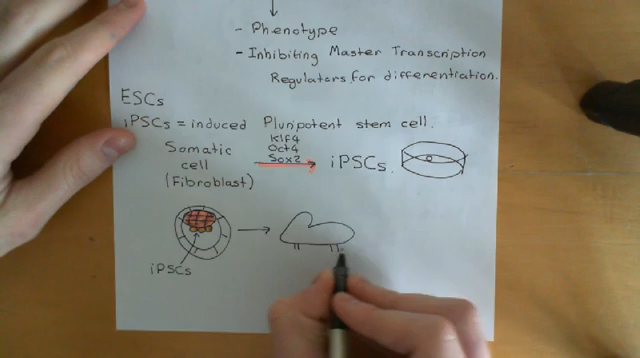 - Phenotype
- Inhibiting Master Transcription
Regulators for differentiation.
ESCs
iPSCs = induced Pluripotent stem cell.
Somatic
cell
(Fibroblast)
Klf4
Oct4
Sox2
iPSCs.
iPSCs